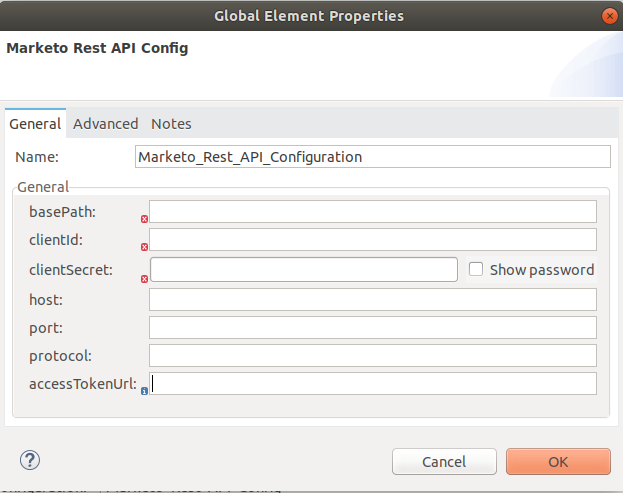 Global Element Properties
Marketo Rest API Config
General Advanced Notes
Name: Marketo_Rest_API_Configuration
General
basePath:
clientId:
clientSecret: Show password
host:
port:
protocol:
accessTokenUrl:
Cancel OK